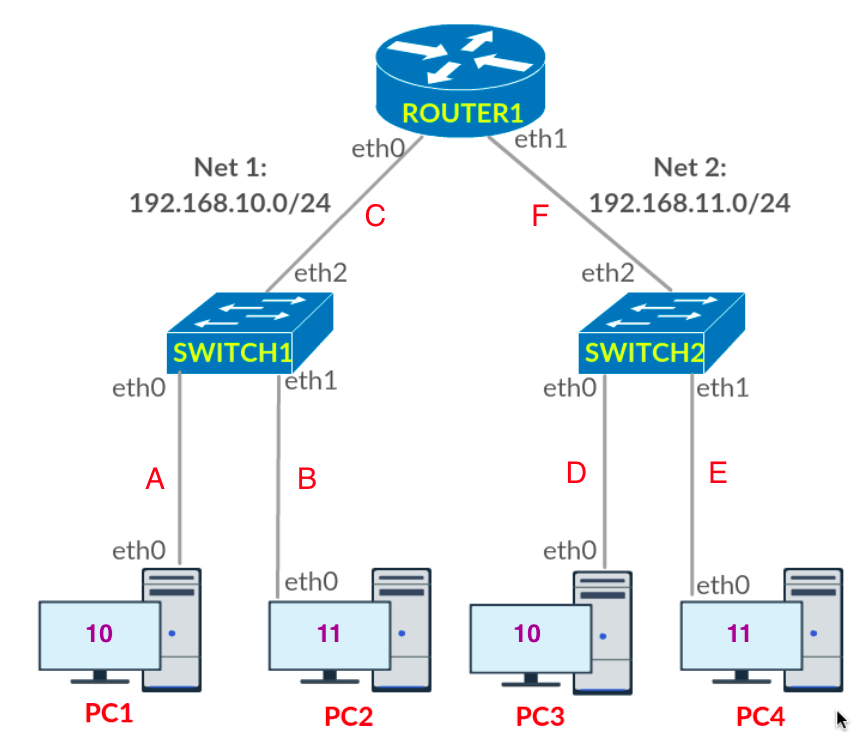 ROUTER1
eth0
eth1
Net 1:
192.168.10.0/24
Net 2:
192.168.11.0/24
C
F
eth2
eth2
SWITCH1
SWITCH2
eth0
eth1
eth0
eth1
A
B
D
E
eth0
eth0
eth0
eth0
10
11
10
11
PC1
PC2
PC3
PC4